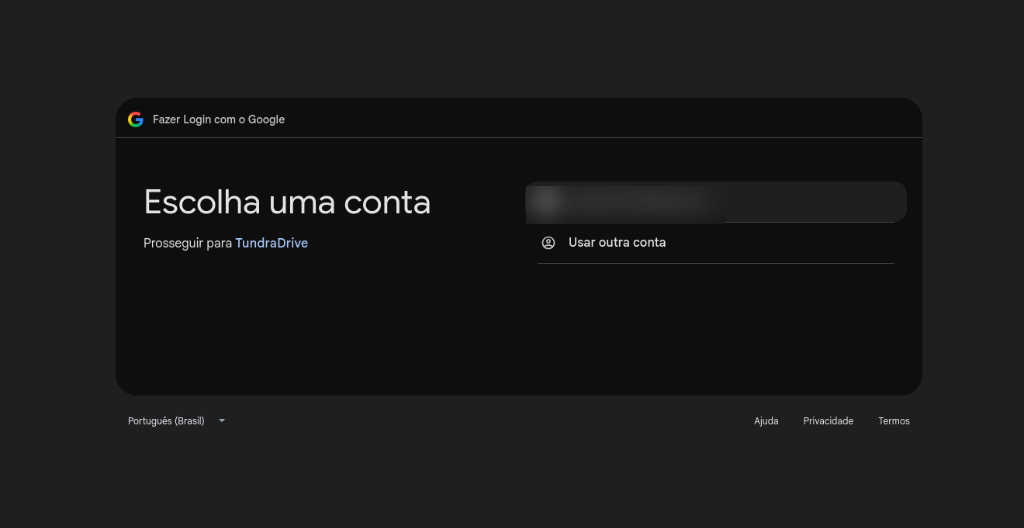 Fazer Login com o Google
Escolha uma conta
Prosseguir para TundraDrive
Usar outra conta
Português (Brasil)
Ajuda Privacidade Termos